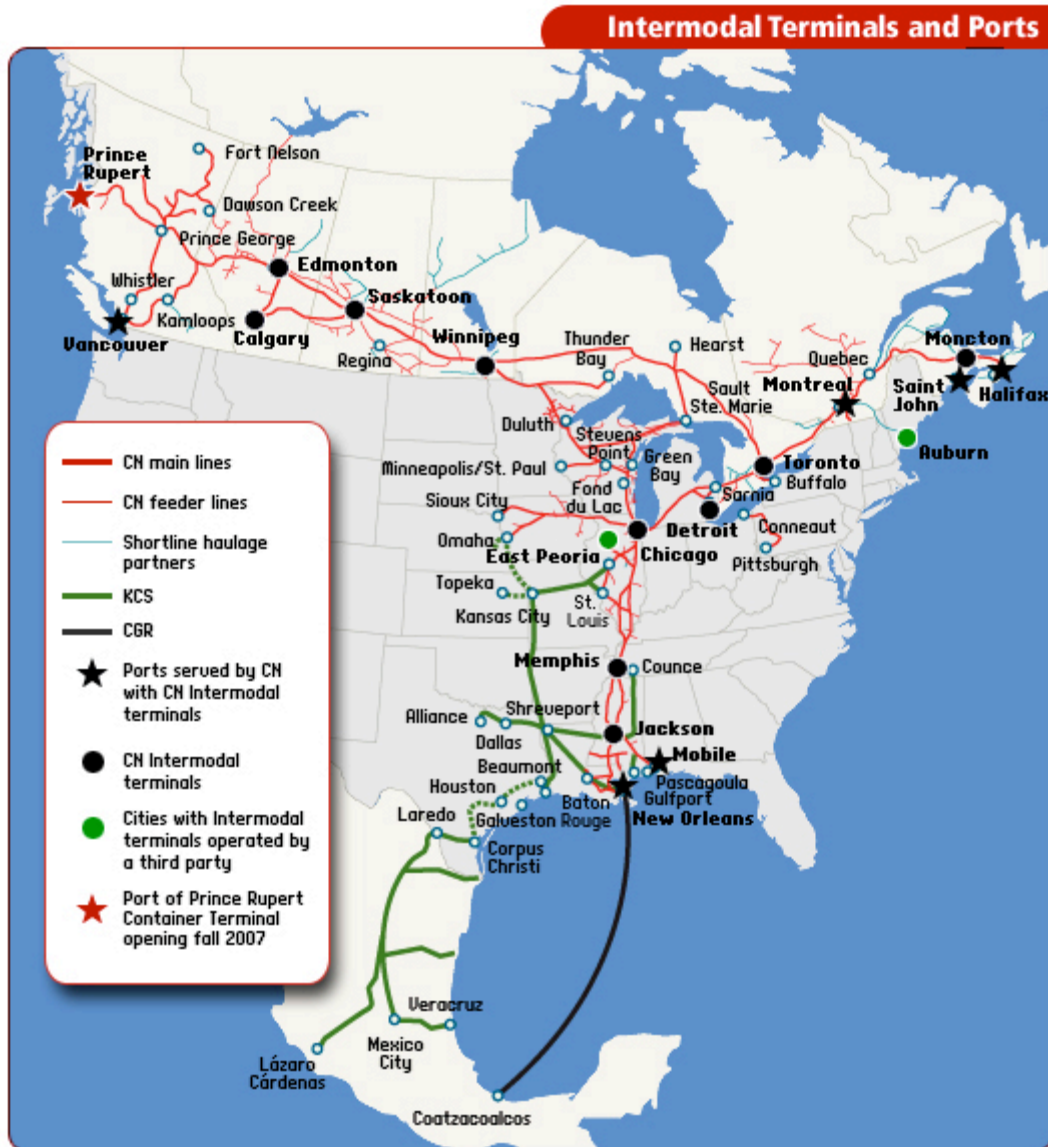 Intermodal Terminals and Ports
Prince
Rupert
Fort Nelson
Dawson Creek
Prince George
Edmonton
Whistler
Saskatoon
Kamloops
Vancouver
Calgary
Regina
Winnipeg
Thunder
Bay
Hearst
Quebec
Moncton
Sault
Ste. Marie
Montreal
Saint
John
Halifax
Duluth
Stevens
Point
Green
Bay
Auburn
Minneapolis/St. Paul
Toronto
Buffalo
Fond
du Lac
Sarnia
Sioux City
Detroit
Conneaut
Omaha
East Peoria
Chicago
Pittsburgh
Topeka
Kansas City
St.
Louis
Memphis
Counce
Alliance
Shreveport
Dallas
Jackson
Mobile
Beaumont
Houston
Baton
Rouge
Pascagoula
Gulfport
Galveston
New Orleans
Laredo
Corpus
Christi
Veracruz
Mexico
City
Lázaro
Cárdenas
Coatzacoalcos
CN main lines
CN feeder lines
Shortline haulage
partners
KCS
CGR
Ports served by CN
with CN Intermodal
terminals
CN Intermodal
terminals
Cities with Intermodal
terminals operated by
a third party
Port of Prince Rupert
Container Terminal
opening fall 2007